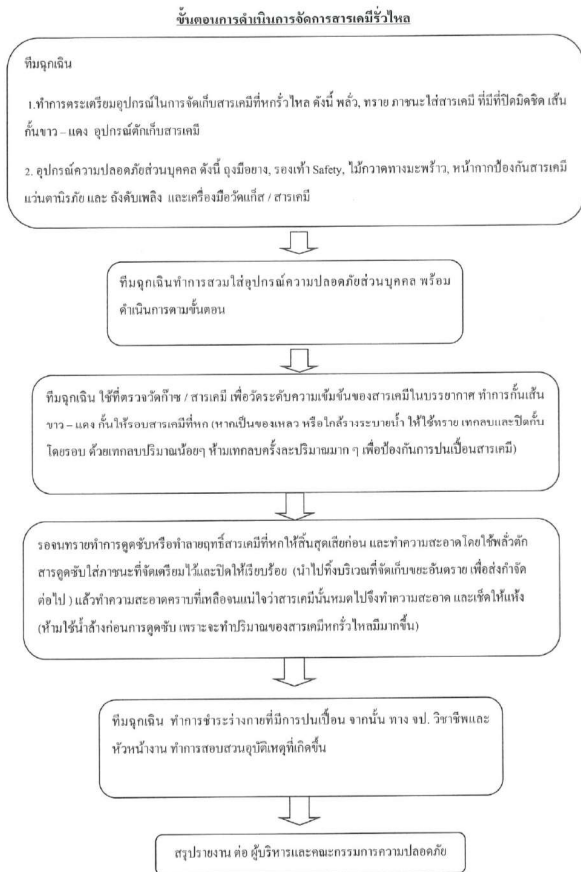 ขั้นตอนการดำเนินการจัดการสารเคมีรั่วไหล
ทีมฉุกเฉิน
1.ทำการตระเตรียมอุปกรณ์ในการจัดเก็บสารเคมีที่หกรั่วไหล ดังนี้ พลั่ว, ทราย ภาชนะใส่สารเคมี ที่มีที่ปิดมิดชิด เส้น
กั้นขาว – แดง อุปกรณ์ตักเก็บสารเคมี
2. อุปกรณ์ความปลอดภัยส่วนบุคคล ดังนี้ ถุงมือยาง, รองเท้า Safety, ไม้กวาดทางมะพร้าว, หน้ากากป้องกันสารเคมี
แว่นตานิรภัย และ ถังดับเพลิง และเครื่องมือวัดแก๊ส / สารเคมี
ทีมฉุกเฉินทำการสวมใส่อุปกรณ์ความปลอดภัยส่วนบุคคล พร้อม
ดำเนินการตามขั้นตอน
ทีมฉุกเฉิน ใช้ที่ตรวจวัดก๊าซ / สารเคมี เพื่อวัดระดับความเข้มข้นของสารเคมีในบรรยากาศ ทำการกั้นเส้น
ขาว – แดง กั้นให้รอบสารเคมีที่หก (หากเป็นของเหลว หรือใกล้รางระบายน้ำ ให้ใช้ทราย เทกลบและปิดกั้น
โดยรอบ ด้วยเทกลบปริมาณน้อยๆ ห้ามเทกลบครั้งละปริมาณมาก ๆ เพื่อป้องกันการปนเปื้อนสารเคมี)
รอจนทรายทำการดูดซับหรือทำลายฤทธิ์สารเคมีที่หกให้สิ้นสุดเสียก่อน และทำความสะอาดโดยใช้พลั่วตัก
สารดูดซับใส่ภาชนะที่จัดเตรียมไว้และปิดให้เรียบร้อย (นำไปทิ้งบริเวณที่จัดเก็บขยะอันตราย เพื่อส่งกำจัด
ต่อไป ) แล้วทำความสะอาดคราบที่เหลือจนแน่ใจว่าสารเคมีนั้นหมดไปจึงทำความสะอาด และเช็ดให้แห้ง
(ห้ามใช้น้ำล้างก่อนการดูดซับ เพราะจะทำปริมาณของสารเคมีหกรั่วไหลมีมากขึ้น)
ทีมฉุกเฉิน ทำการชำระร่างกายที่มีการปนเปื้อน จากนั้น ทาง จป. วิชาชีพและ
หัวหน้างาน ทำการสอบสวนอุบัติเหตุที่เกิดขึ้น
สรุปรายงาน ต่อ ผู้บริหารและคณะกรรมการความปลอดภัย